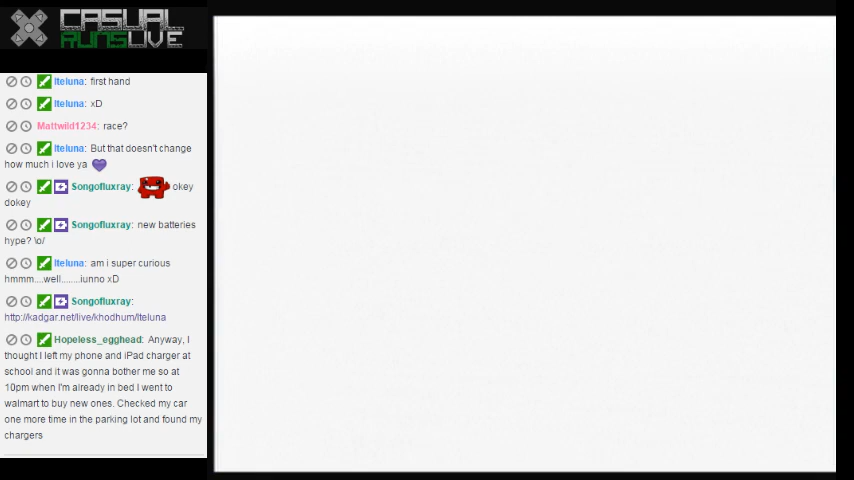 CASUAL
RUNSLIVE
Iteluna: first hand
Iteluna: xD
Mattwild1234: race?
Iteluna: But that doesn't change
how much i love ya
Songofluxray: okey
dokey
Songofluxray: new batteries
hype? \o/
Iteluna: am i super curious
hmmm....well........iunno xD
Songofluxray:
http://kadgar.net/live/khodhum/Iteluna
Hopeless_egghead: Anyway, I
thought I left my phone and iPad charger at
school and it was gonna bother me so at
10pm when I'm already in bed I went to
walmart to buy new ones. Checked my car
one more time in the parking lot and found my
chargers